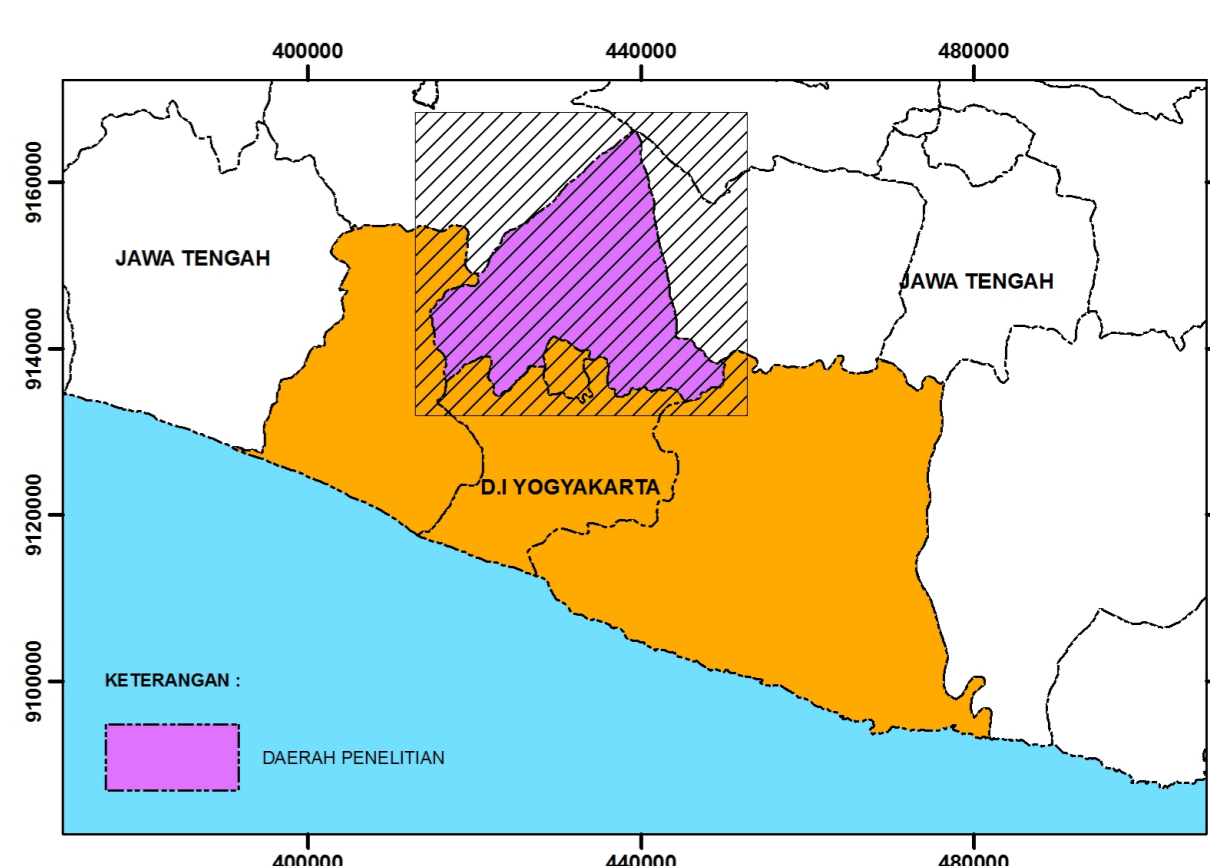 400000 440000 480000
9160000
JAWA TENGAH
JAWA TENGAH
9140000
D.I YOGYAKARTA
9120000
9100000
KETERANGAN :
DAERAH PENELITIAN
400000 440000 480000